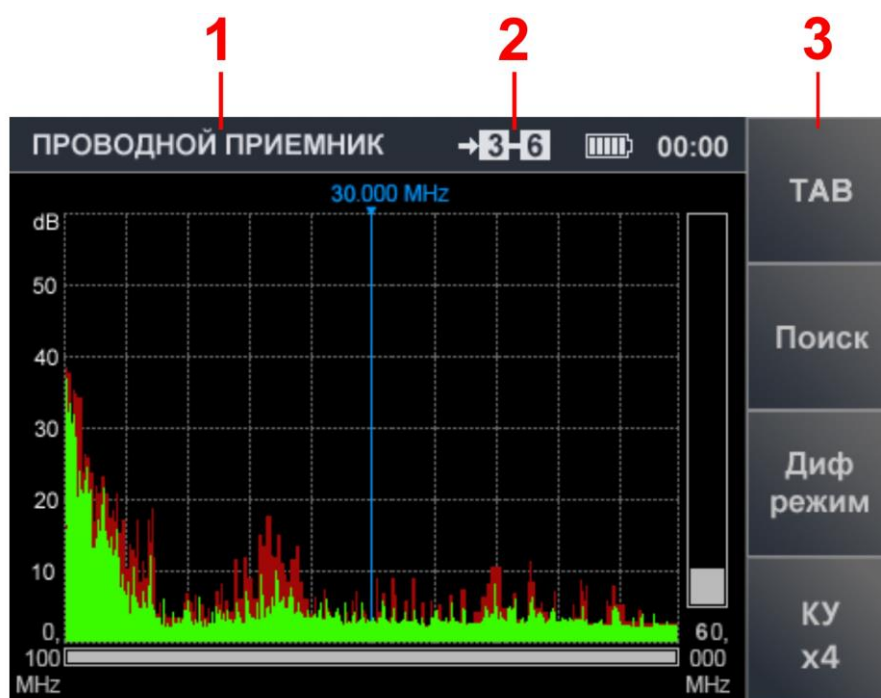 1 2 3
ПРОВОДНОЙ ПРИЕМНИК →3-6 00:00
TAB
30.000 MHz
dB
50
40
30
20
10
0,
100
MHz
60,
000
MHz
Поиск
Диф
режим
КУ
x4